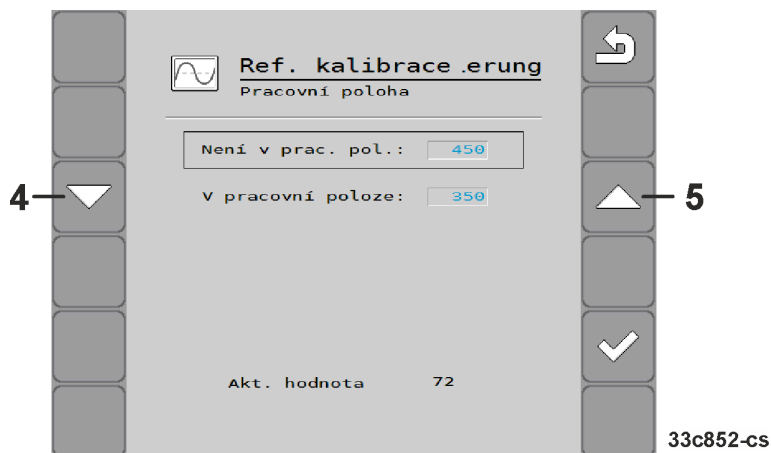 Ref. kalibrace .erung
Pracovní poloha
Není v prac. pol.: 450
4
5
V pracovní poloze: 350
Akt. hodnota 72
33c852-cs